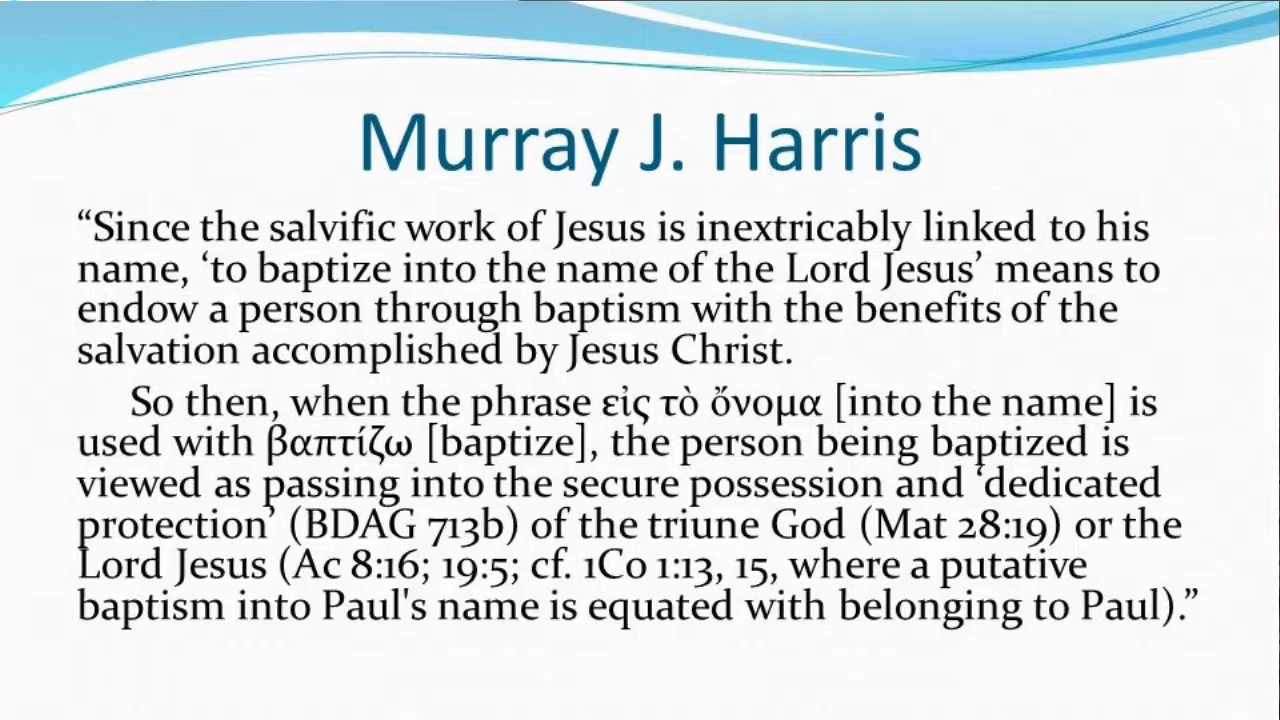 Murray J. Harris
“Since the salvific work of Jesus is inextricably linked to his
name, ‘to baptize into the name of the Lord Jesus’ means to
endow a person through baptism with the benefits of the
salvation accomplished by Jesus Christ.
So then, when the phrase εἰς τὸ ὄνομα [into the name] is
used with βαπτίζω [baptize], the person being baptized is
viewed as passing into the secure possession and ‘dedicated
protection’ (BDAG 713b) of the triune God (Mat 28:19) or the
Lord Jesus (Ac 8:16; 19:5; cf. 1Co 1:13, 15, where a putative
baptism into Paul's name is equated with belonging to Paul).”